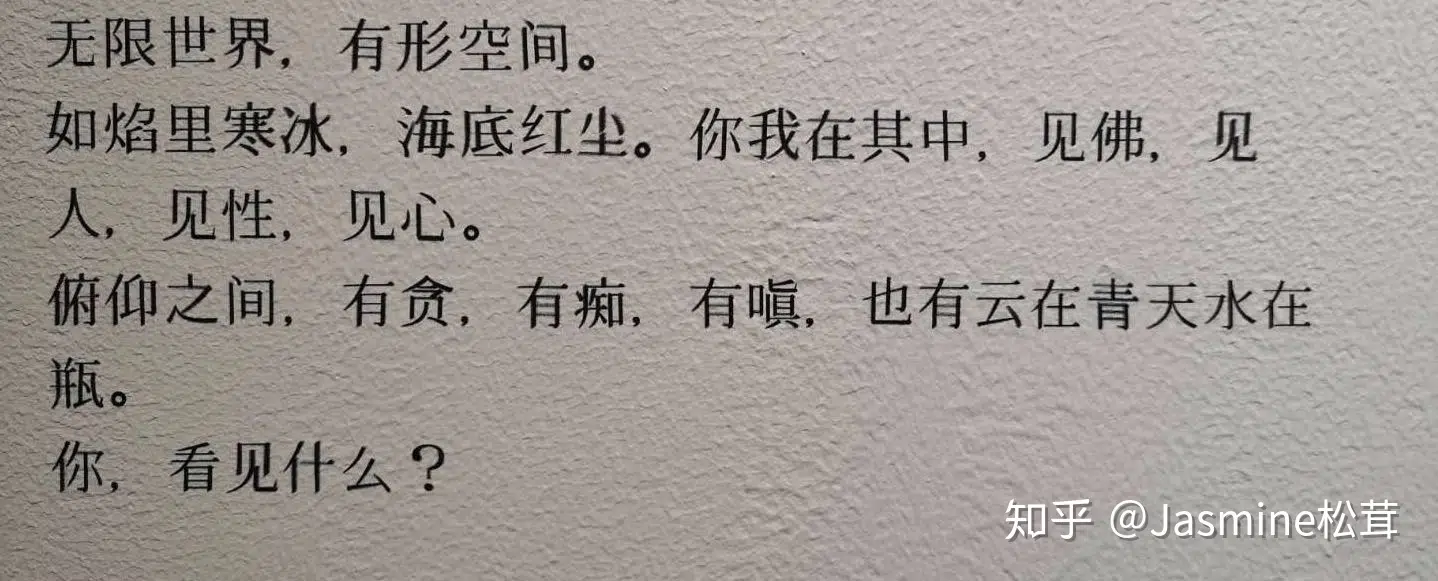 无限世界，有形空间。
如焰里寒冰，海底红尘。你我在其中，见佛，见
人，见性，见心。
俯仰之间，有贪，有痴，有嗔，也有云在青天水在
瓶。
你，看见什么？
知乎 @Jasmine松茸